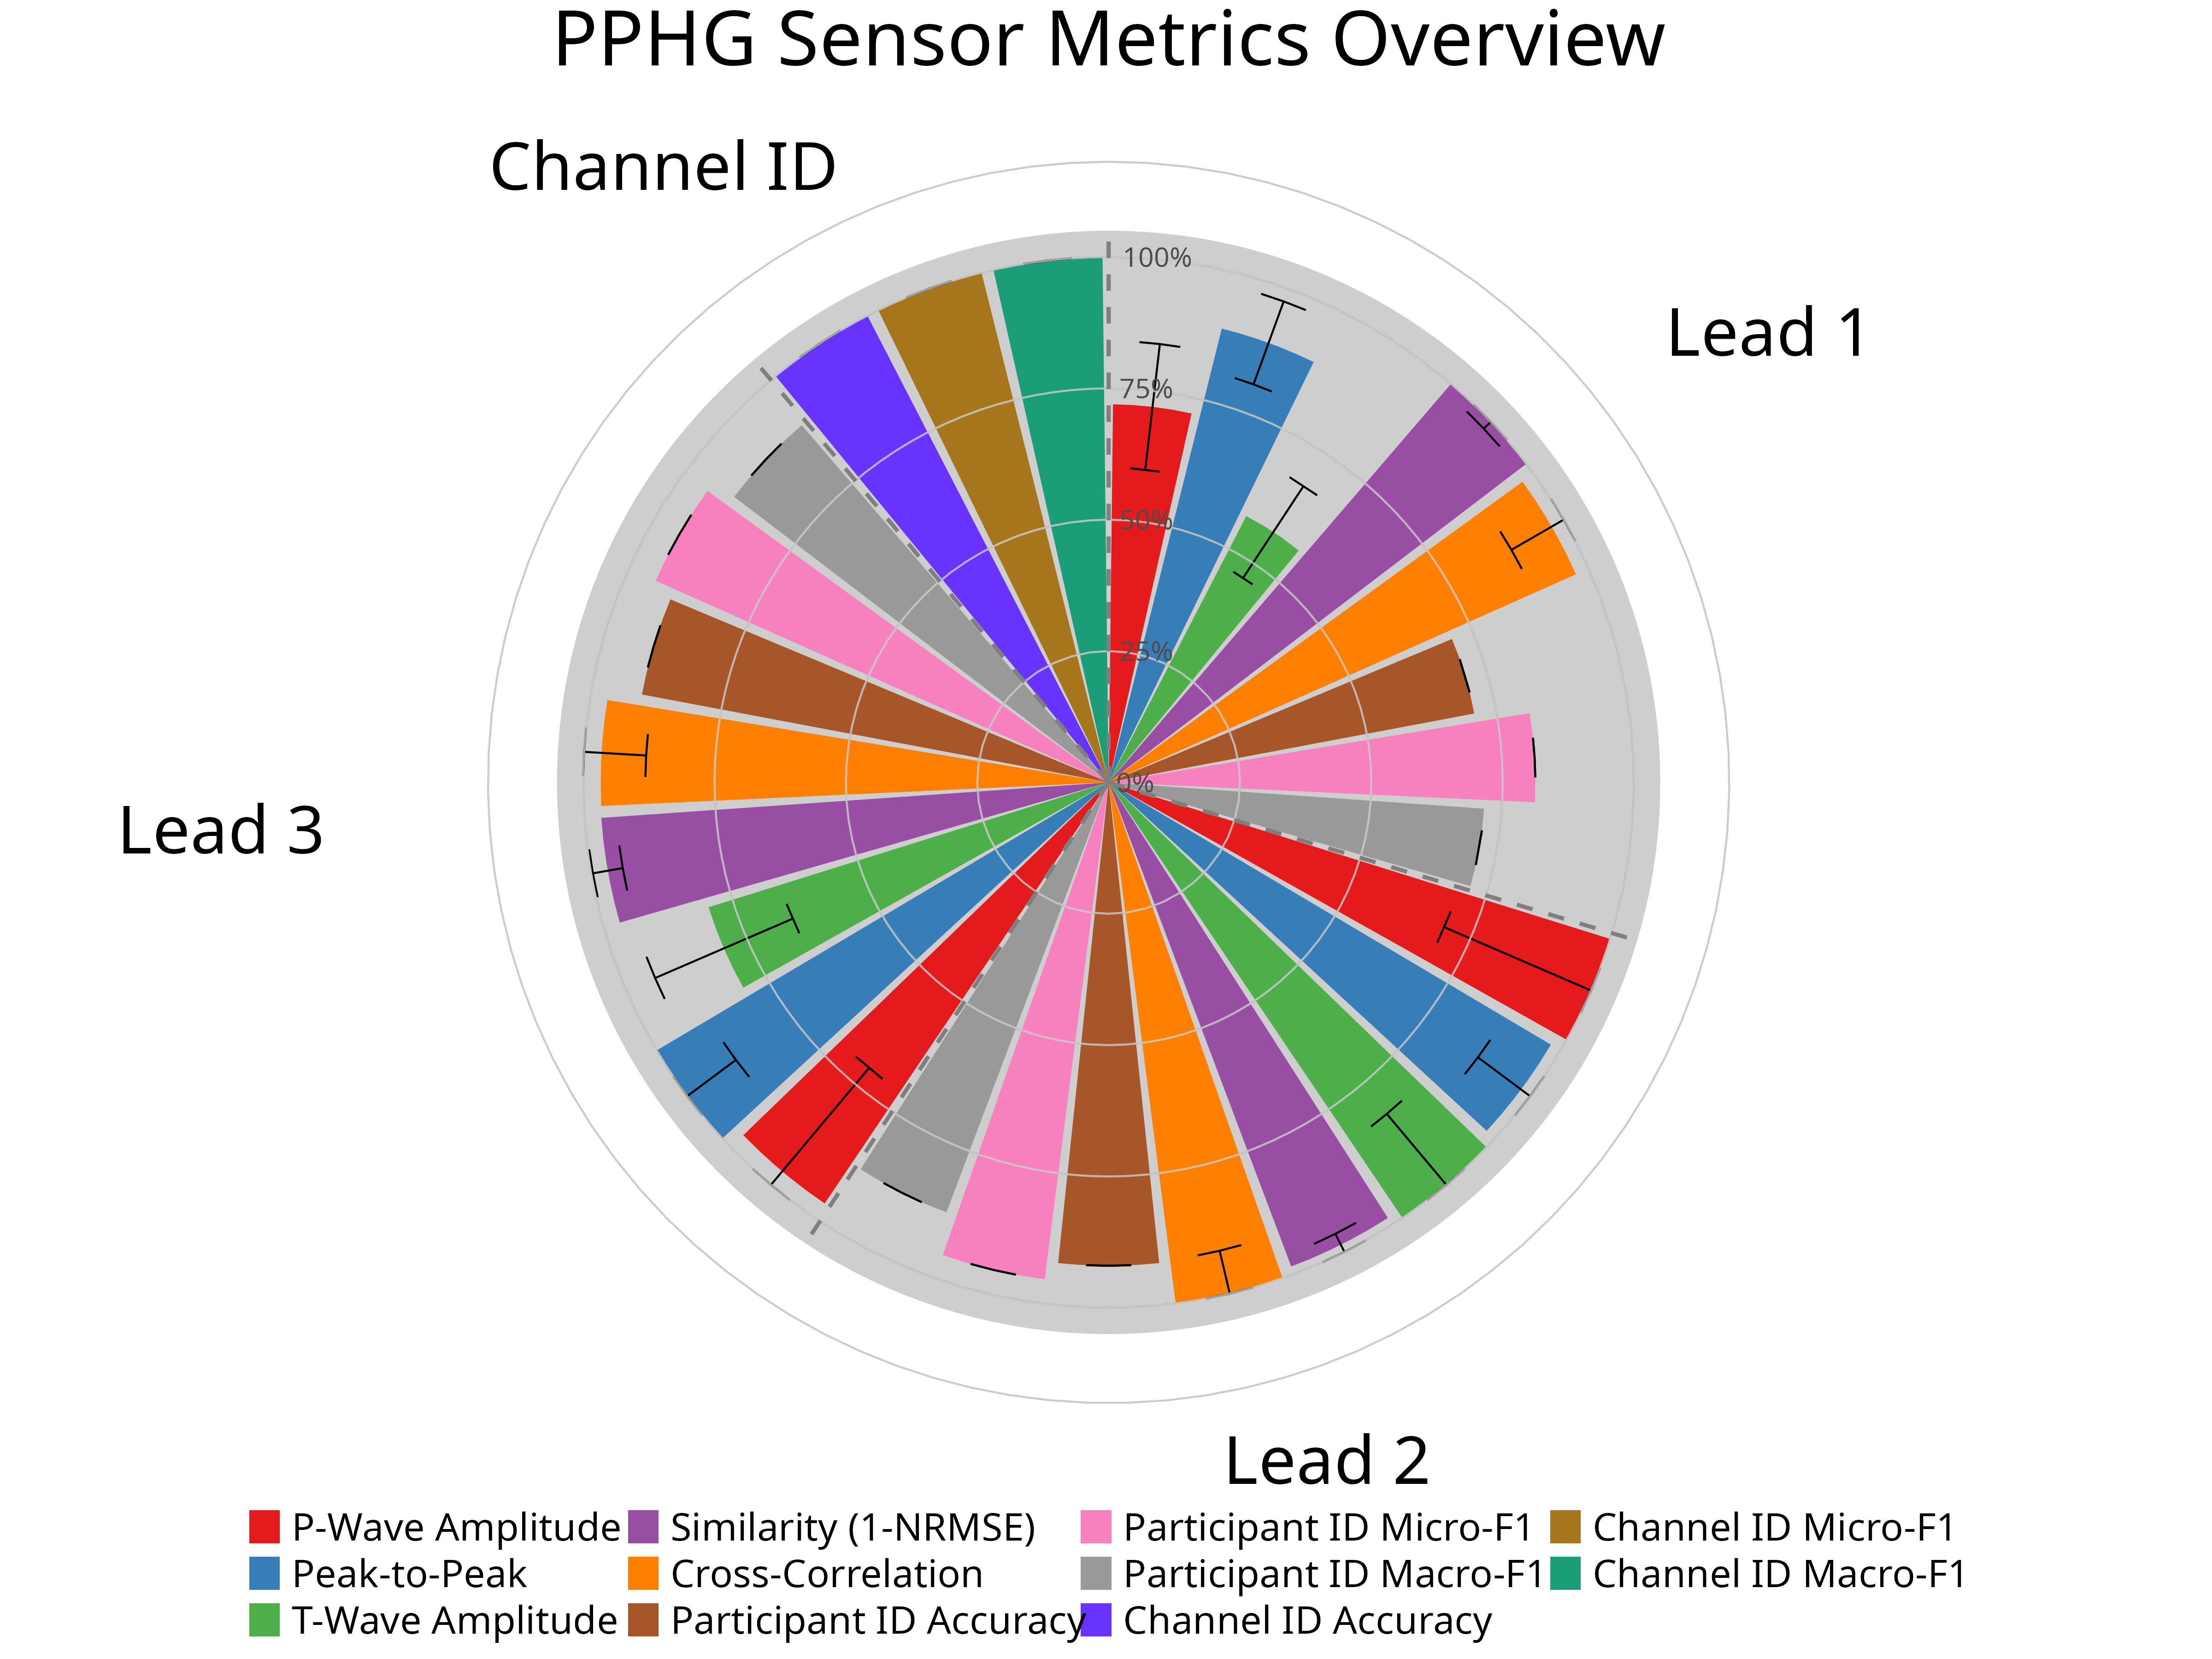 PPHG Sensor Metrics Overview
Channel ID
Lead 1
100%
75%
50%
25%
0%
Lead 3
Lead 2
P-Wave Amplitude
Peak-to-Peak
T-Wave Amplitude
Similarity (1-NRMSE)
Cross-Correlation
Participant ID Accuracy
Participant ID Micro-F1
Participant ID Macro-F1
Channel ID Accuracy
Channel ID Micro-F1
Channel ID Macro-F1